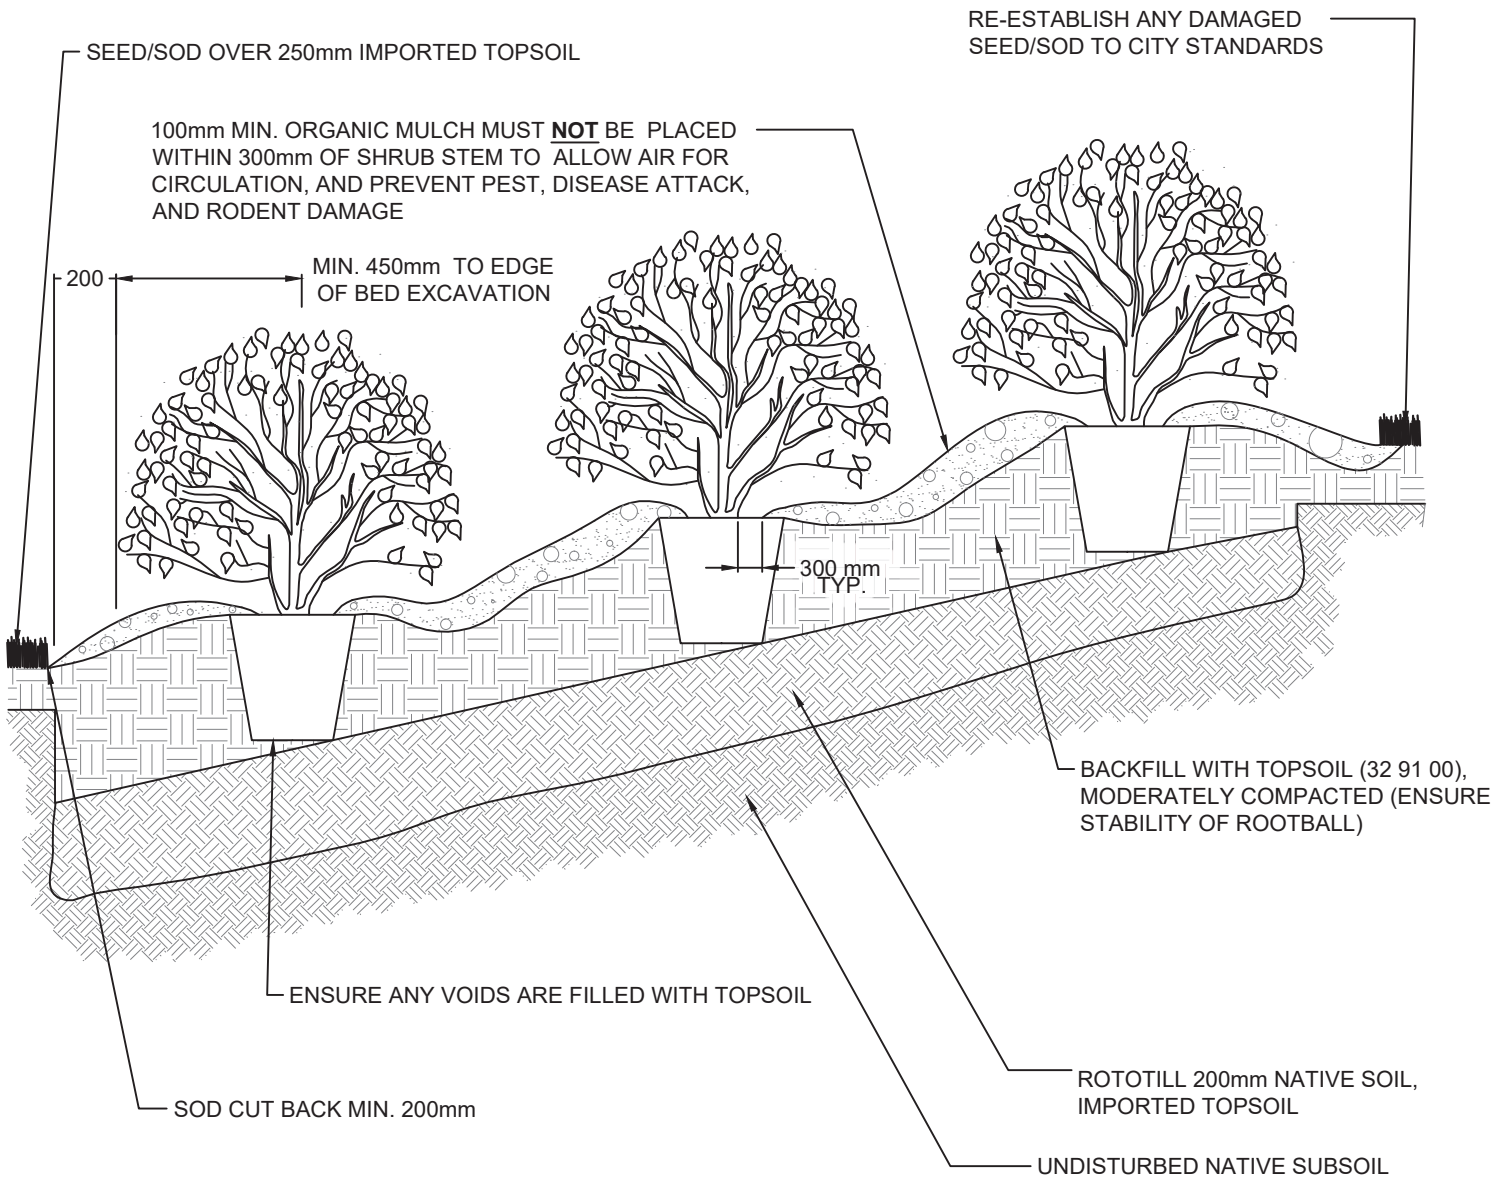 RE-ESTABLISH ANY DAMAGED
SEED/SOD TO CITY STANDARDS
SEED/SOD OVER 250mm IMPORTED TOPSOIL
100mm MIN. ORGANIC MULCH MUST NOT BE PLACED
WITHIN 300mm OF SHRUB STEM TO ALLOW AIR FOR
CIRCULATION, AND PREVENT PEST, DISEASE ATTACK,
AND RODENT DAMAGE
200
MIN. 450mm TO EDGE
OF BED EXCAVATION
300 mm
TYP.
BACKFILL WITH TOPSOIL (32 91 00),
MODERATELY COMPACTED (ENSURE
STABILITY OF ROOTBALL)
ENSURE ANY VOIDS ARE FILLED WITH TOPSOIL
ROTOTILL 200mm NATIVE SOIL,
IMPORTED TOPSOIL
SOD CUT BACK MIN. 200mm
UNDISTURBED NATIVE SUBSOIL